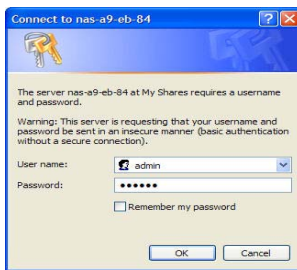 Connect to nas-a9-eb-84
The server nas-a9-eb-84 at My Shares requires a username
and password.
Warning: This server is requesting that your username and
password be sent in an insecure manner (basic authentication
without a secure connection).
User name:
admin
Password:
●●●●●●
Remember my password
OK
Cancel